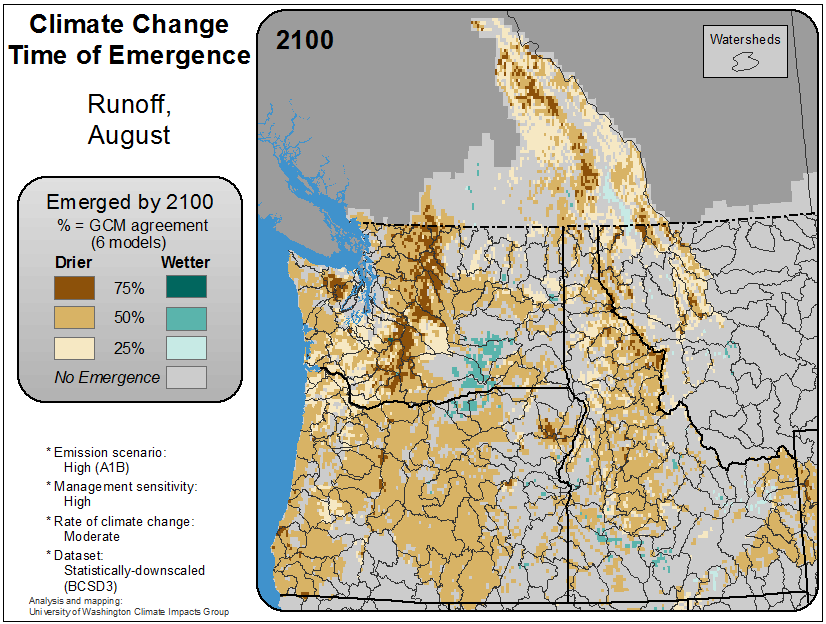 Climate Change
Time of Emergence
Runoff,
August
Emerged by 2100
% = GCM agreement
(6 models)
Drier Wetter
75%
50%
25%
No Emergence
* Emission scenario:
High (A1B)
* Management sensitivity:
High
* Rate of climate change:
Moderate
* Dataset:
Statistically-downscaled
(BCSD3)
Analysis and mapping:
University of Washington Climate Impacts Group
2100
Watersheds